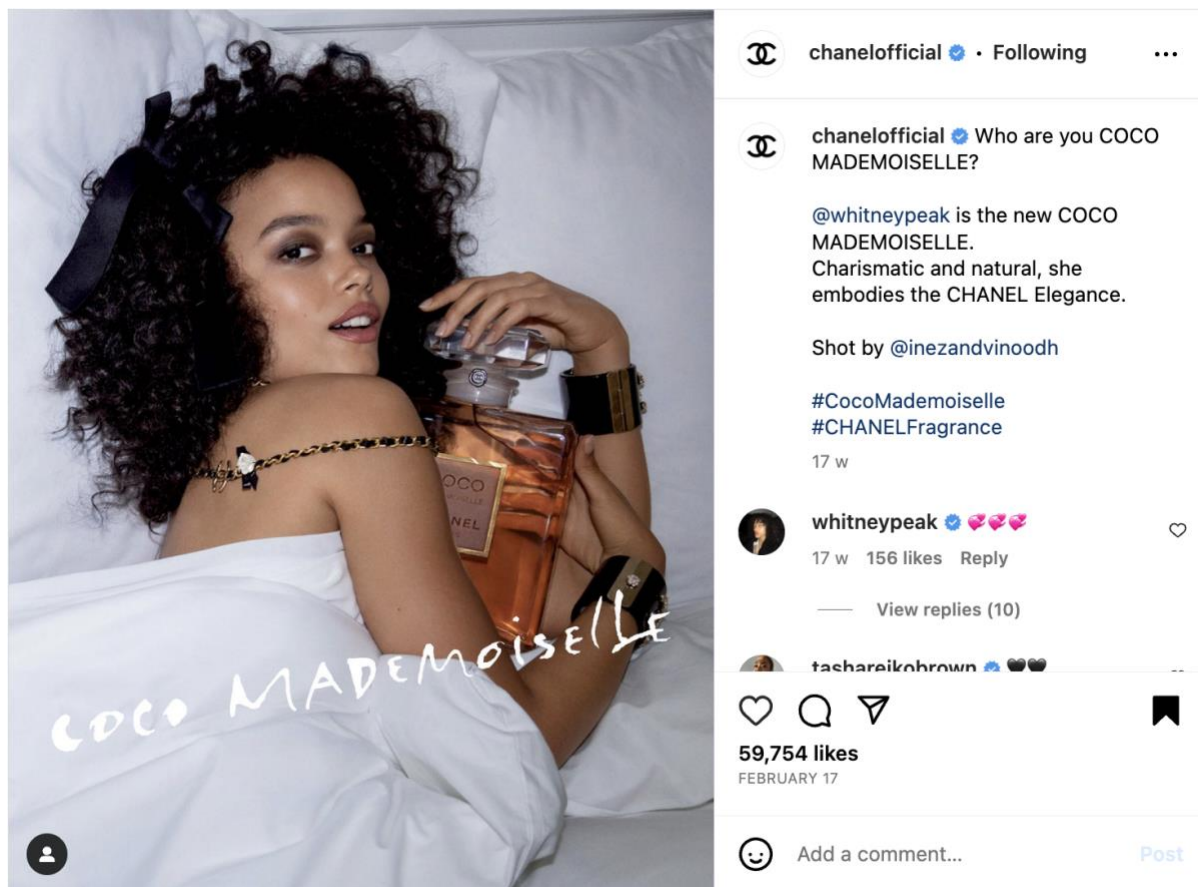 COCO
MADEMOISELLE
CHANEL
COCO MADEMOISELLE
chanelofficial • Following
chanelofficial Who are you COCO
MADEMOISELLE?
@whitneypeak is the new COCO
MADEMOISELLE.
Charismatic and natural, she
embodies the CHANEL Elegance.
Shot by @inezandvinoodh
#CocoMademoiselle
#CHANELFragrance
17 w
whitneypeak 💞💞💞
17 w 156 likes Reply
View replies (10)
tashareikobrown 🖤🖤
59,754 likes
FEBRUARY 17
Add a comment...
Post